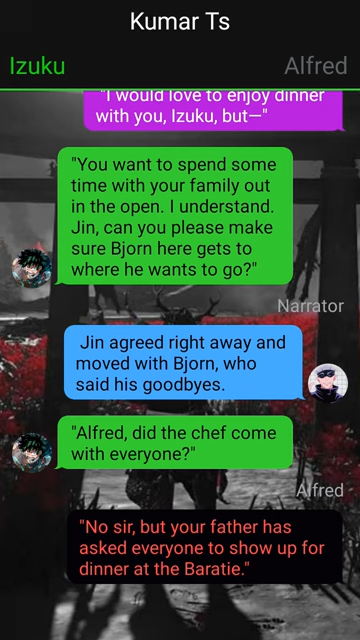 Kumar Ts
Izuku Alfred
"I would love to enjoy dinner
with you, Izuku, but—"
"You want to spend some
time with your family out
in the open. I understand.
Jin, can you please make
sure Bjorn here gets to
where he wants to go?"
Narrator
Jin agreed right away and
moved with Bjorn, who
said his goodbyes.
"Alfred, did the chef come
with everyone?"
Alfred
"No sir, but your father has
asked everyone to show up for
dinner at the Baratie."